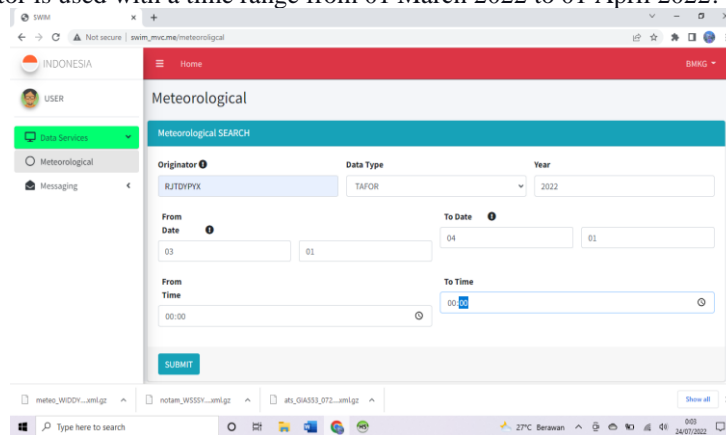 tor is used with a time range from 01 March 2022 to 01 April 2022.
SWIM
Not secure | swim_mvc.me/meteoroligcal
INDONESIA
Home
BMKG
USER
Meteorological
Data Services
Meteorological SEARCH
Meteorological
Messaging
Originator
Data Type
Year
RJTDYPYX
TAFOR
2022
From
Date
To Date
03
01
04
01
From
Time
To Time
00:00
00:00
SUBMIT
meteo_WIDDY...xml.gz
notam_WSSSY...xml.gz
ats_GIA553_072...xml.gz
Show all
Type here to search
27°C Berawan
0:03
24/07/2022